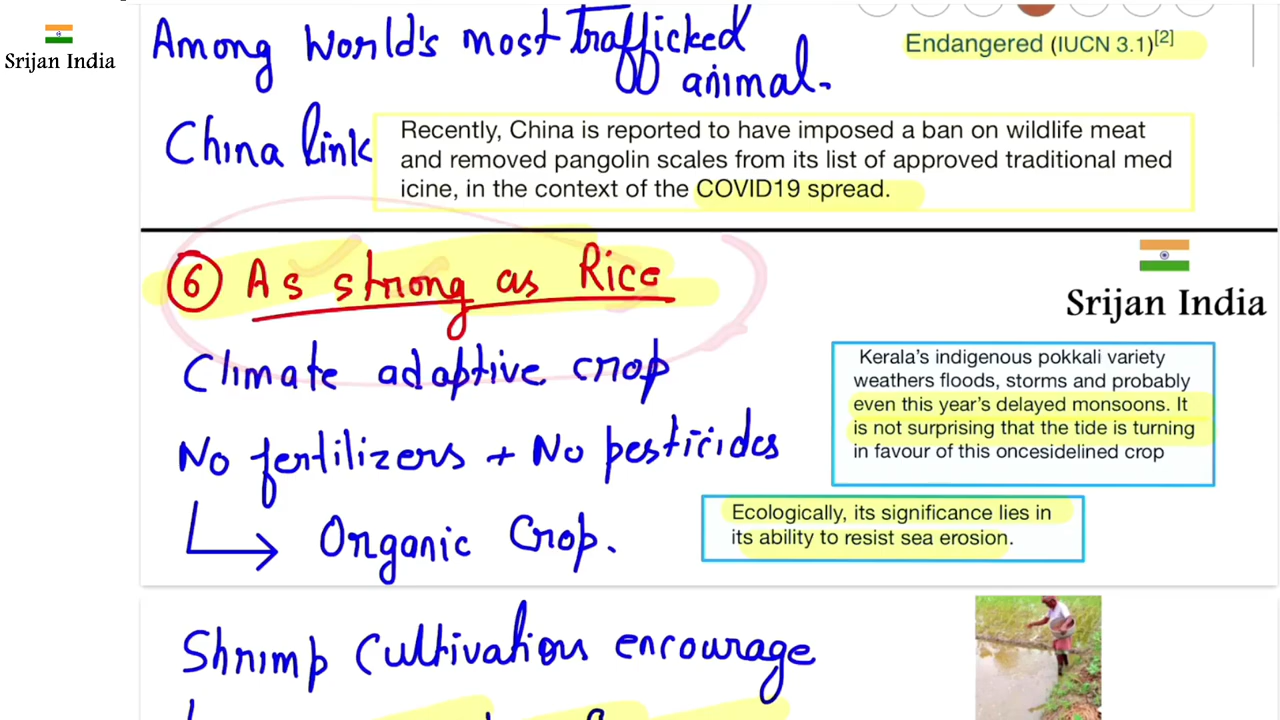 Srijan India
Among World's most trafficked
animal.
Endangered (IUCN 3.1)[2]
China link
Recently, China is reported to have imposed a ban on wildlife meat
and removed pangolin scales from its list of approved traditional med
icine, in the context of the COVID19 spread.
6 As strong as Rice
Srijan India
Climate adaptive crop
Kerala's indigenous pokkali variety
weathers floods, storms and probably
even this year's delayed monsoons. It
is not surprising that the tide is turning
in favour of this oncesidelined crop
No fertilizers + No pesticides
Organic Crop.
Ecologically, its significance lies in
its ability to resist sea erosion.
Shrimp Cultivations encourage